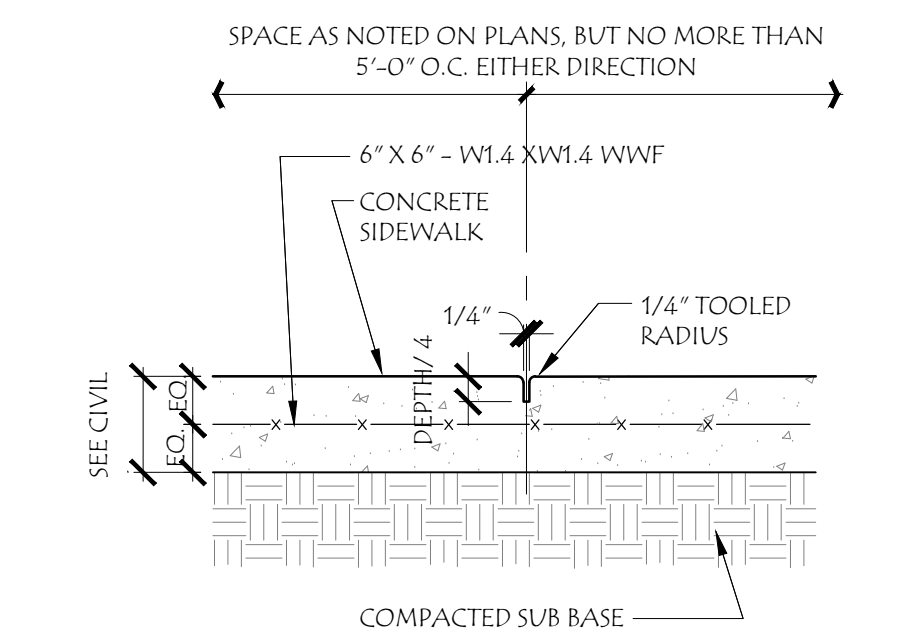 SPACE AS NOTED ON PLANS, BUT NO MORE THAN
5'-0" O.C. EITHER DIRECTION
6" X 6" - W1.4 XW1.4 WWF
CONCRETE
SIDEWALK
1/4"
1/4" TOOLED
RADIUS
DEPTH/ 4
SEE CIVIL
EQ.
EQ.
COMPACTED SUB BASE